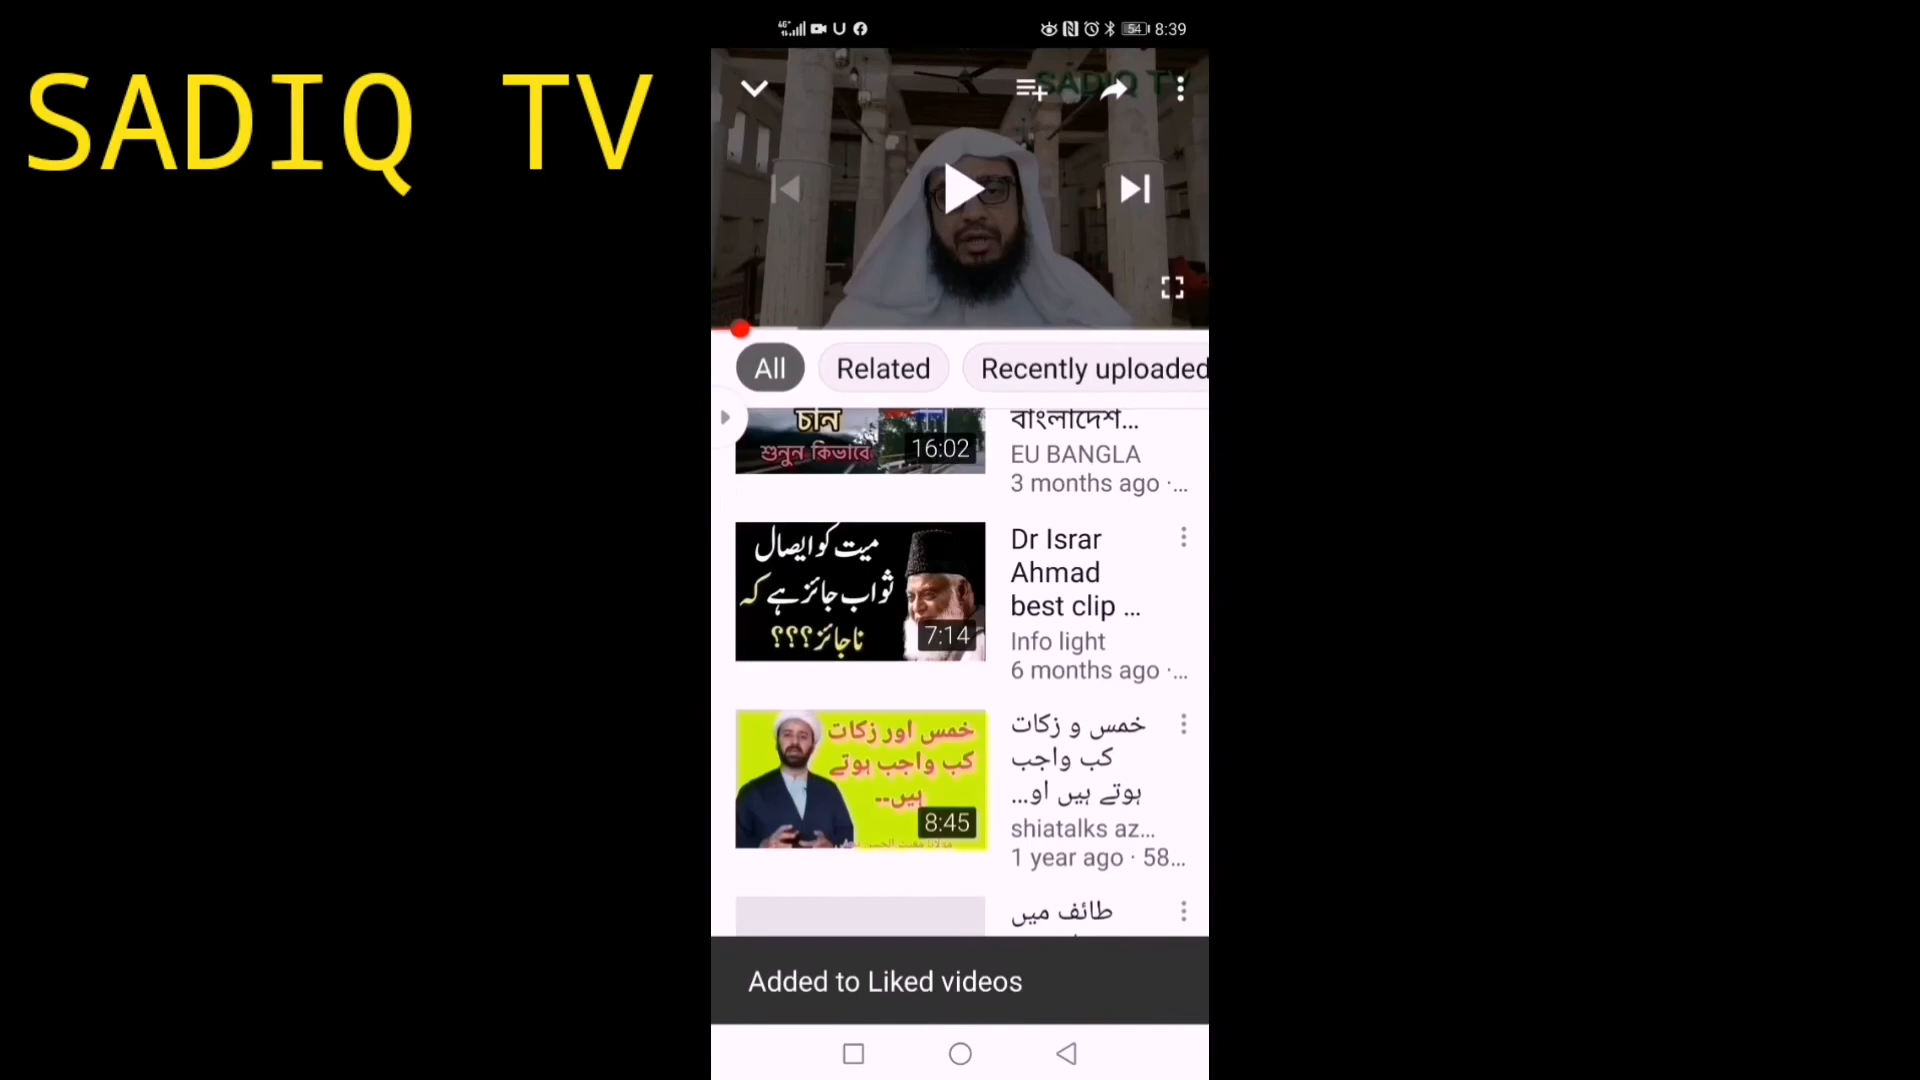 SADIQ TV
54 8:39
SADIQ TV
All Related Recently uploaded
চান
শুনুন কিভাবে
16:02
বাংলাদেশ...
EU BANGLA
3 months ago ·...
میت کو ایصال
ثواب جائز ہے کہ
ناجائز؟؟؟
7:14
Dr Israr
Ahmad
best clip ...
Info light
6 months ago ·...
خمس اور زکات
کب واجب ہوتے
ہیں--
8:45
خمس و زکات
کب واجب
ہوتے ہیں او...
shiatalks az...
1 year ago · 58...
طائف میں
Added to Liked videos